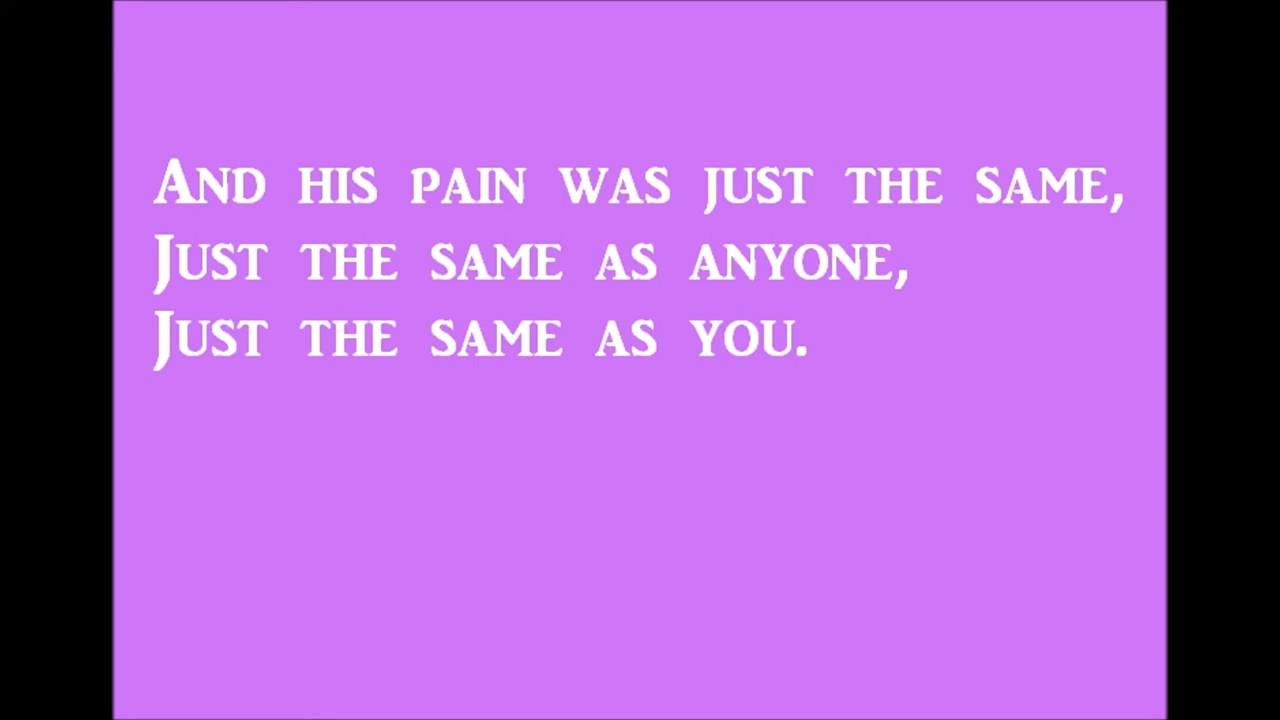 And his pain was just the same,
Just the same as anyone,
Just the same as you.